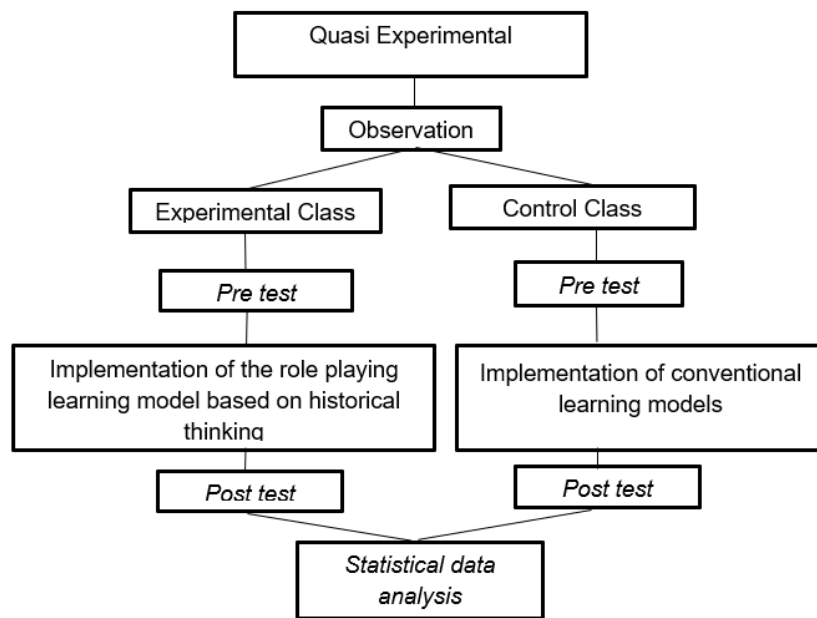 Quasi Experimental
Observation
Experimental Class
Control Class
Pre test
Pre test
Implementation of the role playing
learning model based on historical
thinking
Implementation of conventional
learning models
Post test
Post test
Statistical data
analysis